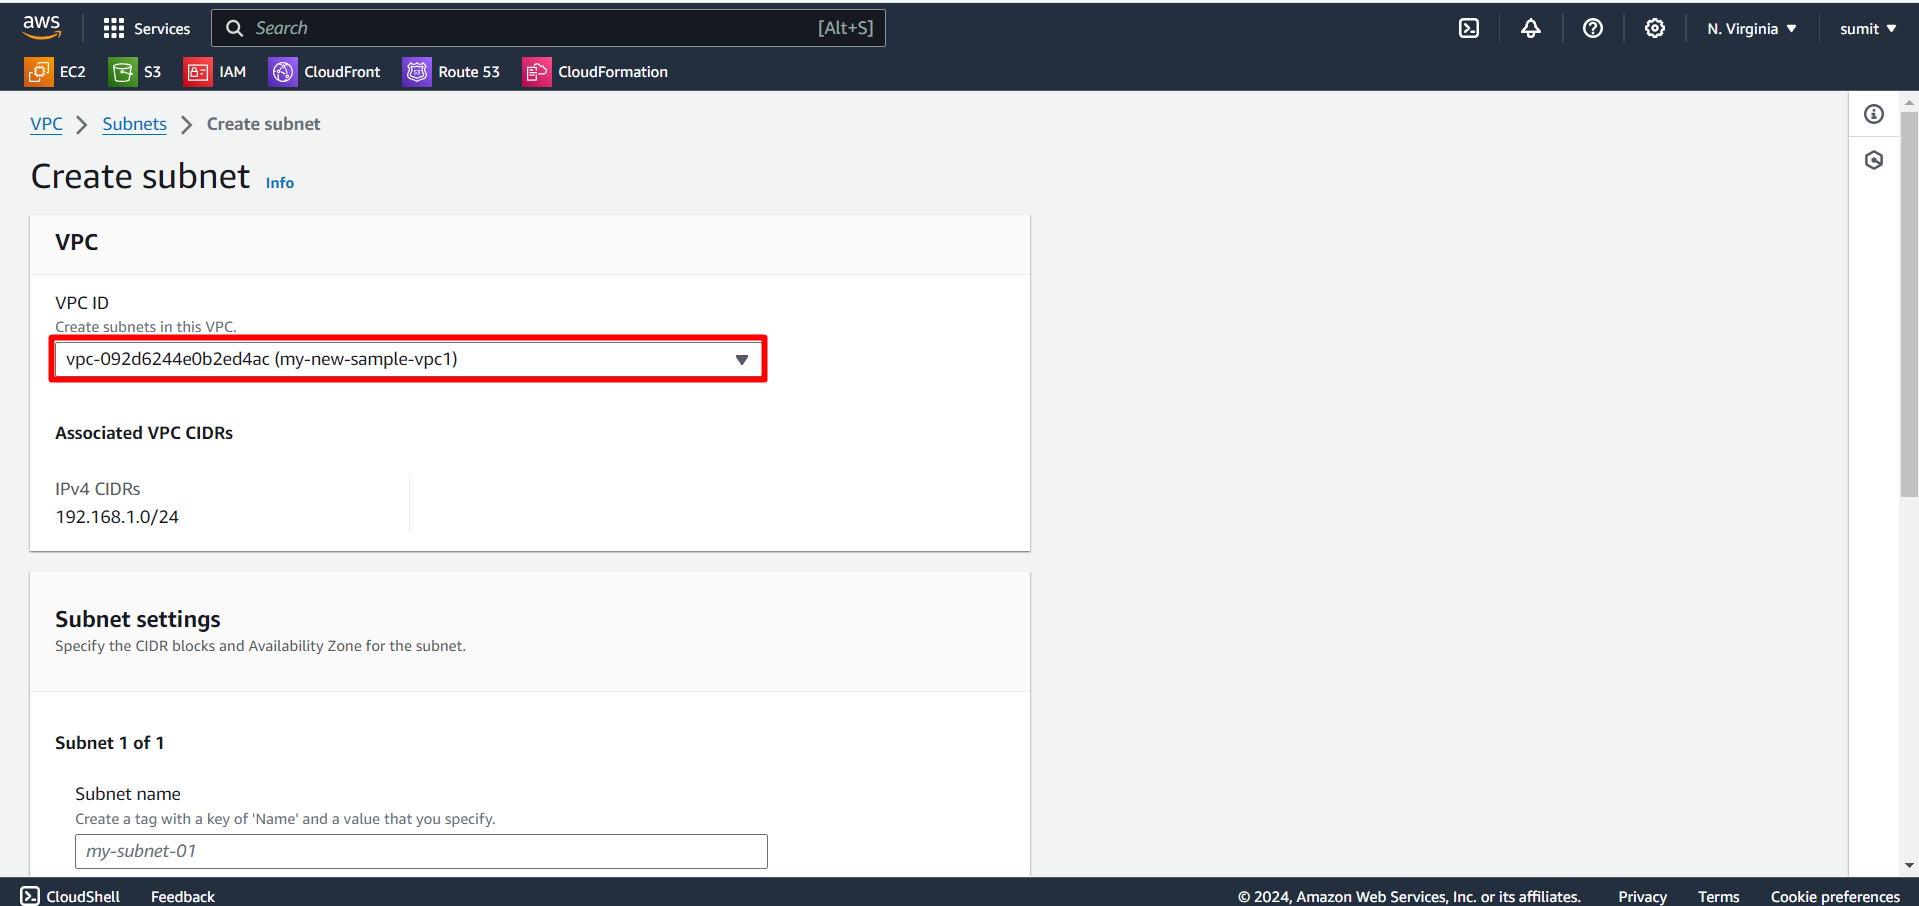 aws Services Search [Alt+S] N. Virginia sumit
EC2 S3 IAM CloudFront Route 53 CloudFormation
VPC Subnets Create subnet
Create subnet Info
VPC
VPC ID
Create subnets in this VPC.
vpc-092d6244e0b2ed4ac (my-new-sample-vpc1)
Associated VPC CIDRs
IPv4 CIDRs
192.168.1.0/24
Subnet settings
Specify the CIDR blocks and Availability Zone for the subnet.
Subnet 1 of 1
Subnet name
Create a tag with a key of 'Name' and a value that you specify.
my-subnet-01
CloudShell Feedback © 2024, Amazon Web Services, Inc. or its affiliates. Privacy Terms Cookie preferences